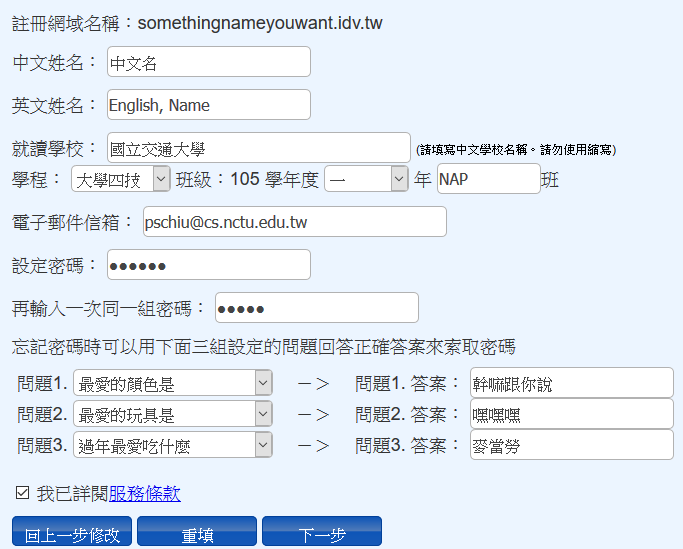 註冊網域名稱：somethingnameyouwant.idv.tw
中文姓名： 中文名
英文姓名： English, Name
就讀學校： 國立交通大學 (請填寫中文學校名稱。請勿使用縮寫)
學程： 大學四技 班級：105 學年度 一 年 NAP 班
電子郵件信箱： pschiu@cs.nctu.edu.tw
設定密碼： ●●●●●●
再輸入一次同一組密碼： ●●●●●
忘記密碼時可以用下面三組設定的問題回答正確答案來索取密碼
問題1. 最愛的顏色是 －＞ 問題1. 答案： 幹嘛跟你說
問題2. 最愛的玩具是 －＞ 問題2. 答案： 嘿嘿嘿
問題3. 過年最愛吃什麼 －＞ 問題3. 答案： 麥當勞
我已詳閱服務條款
回上一步修改 重填 下一步